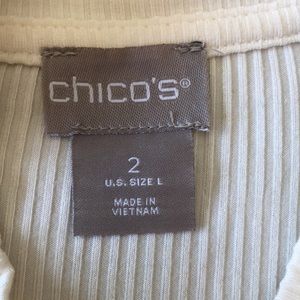 chico's®
2
U.S. SIZE L
MADE IN
VIETNAM